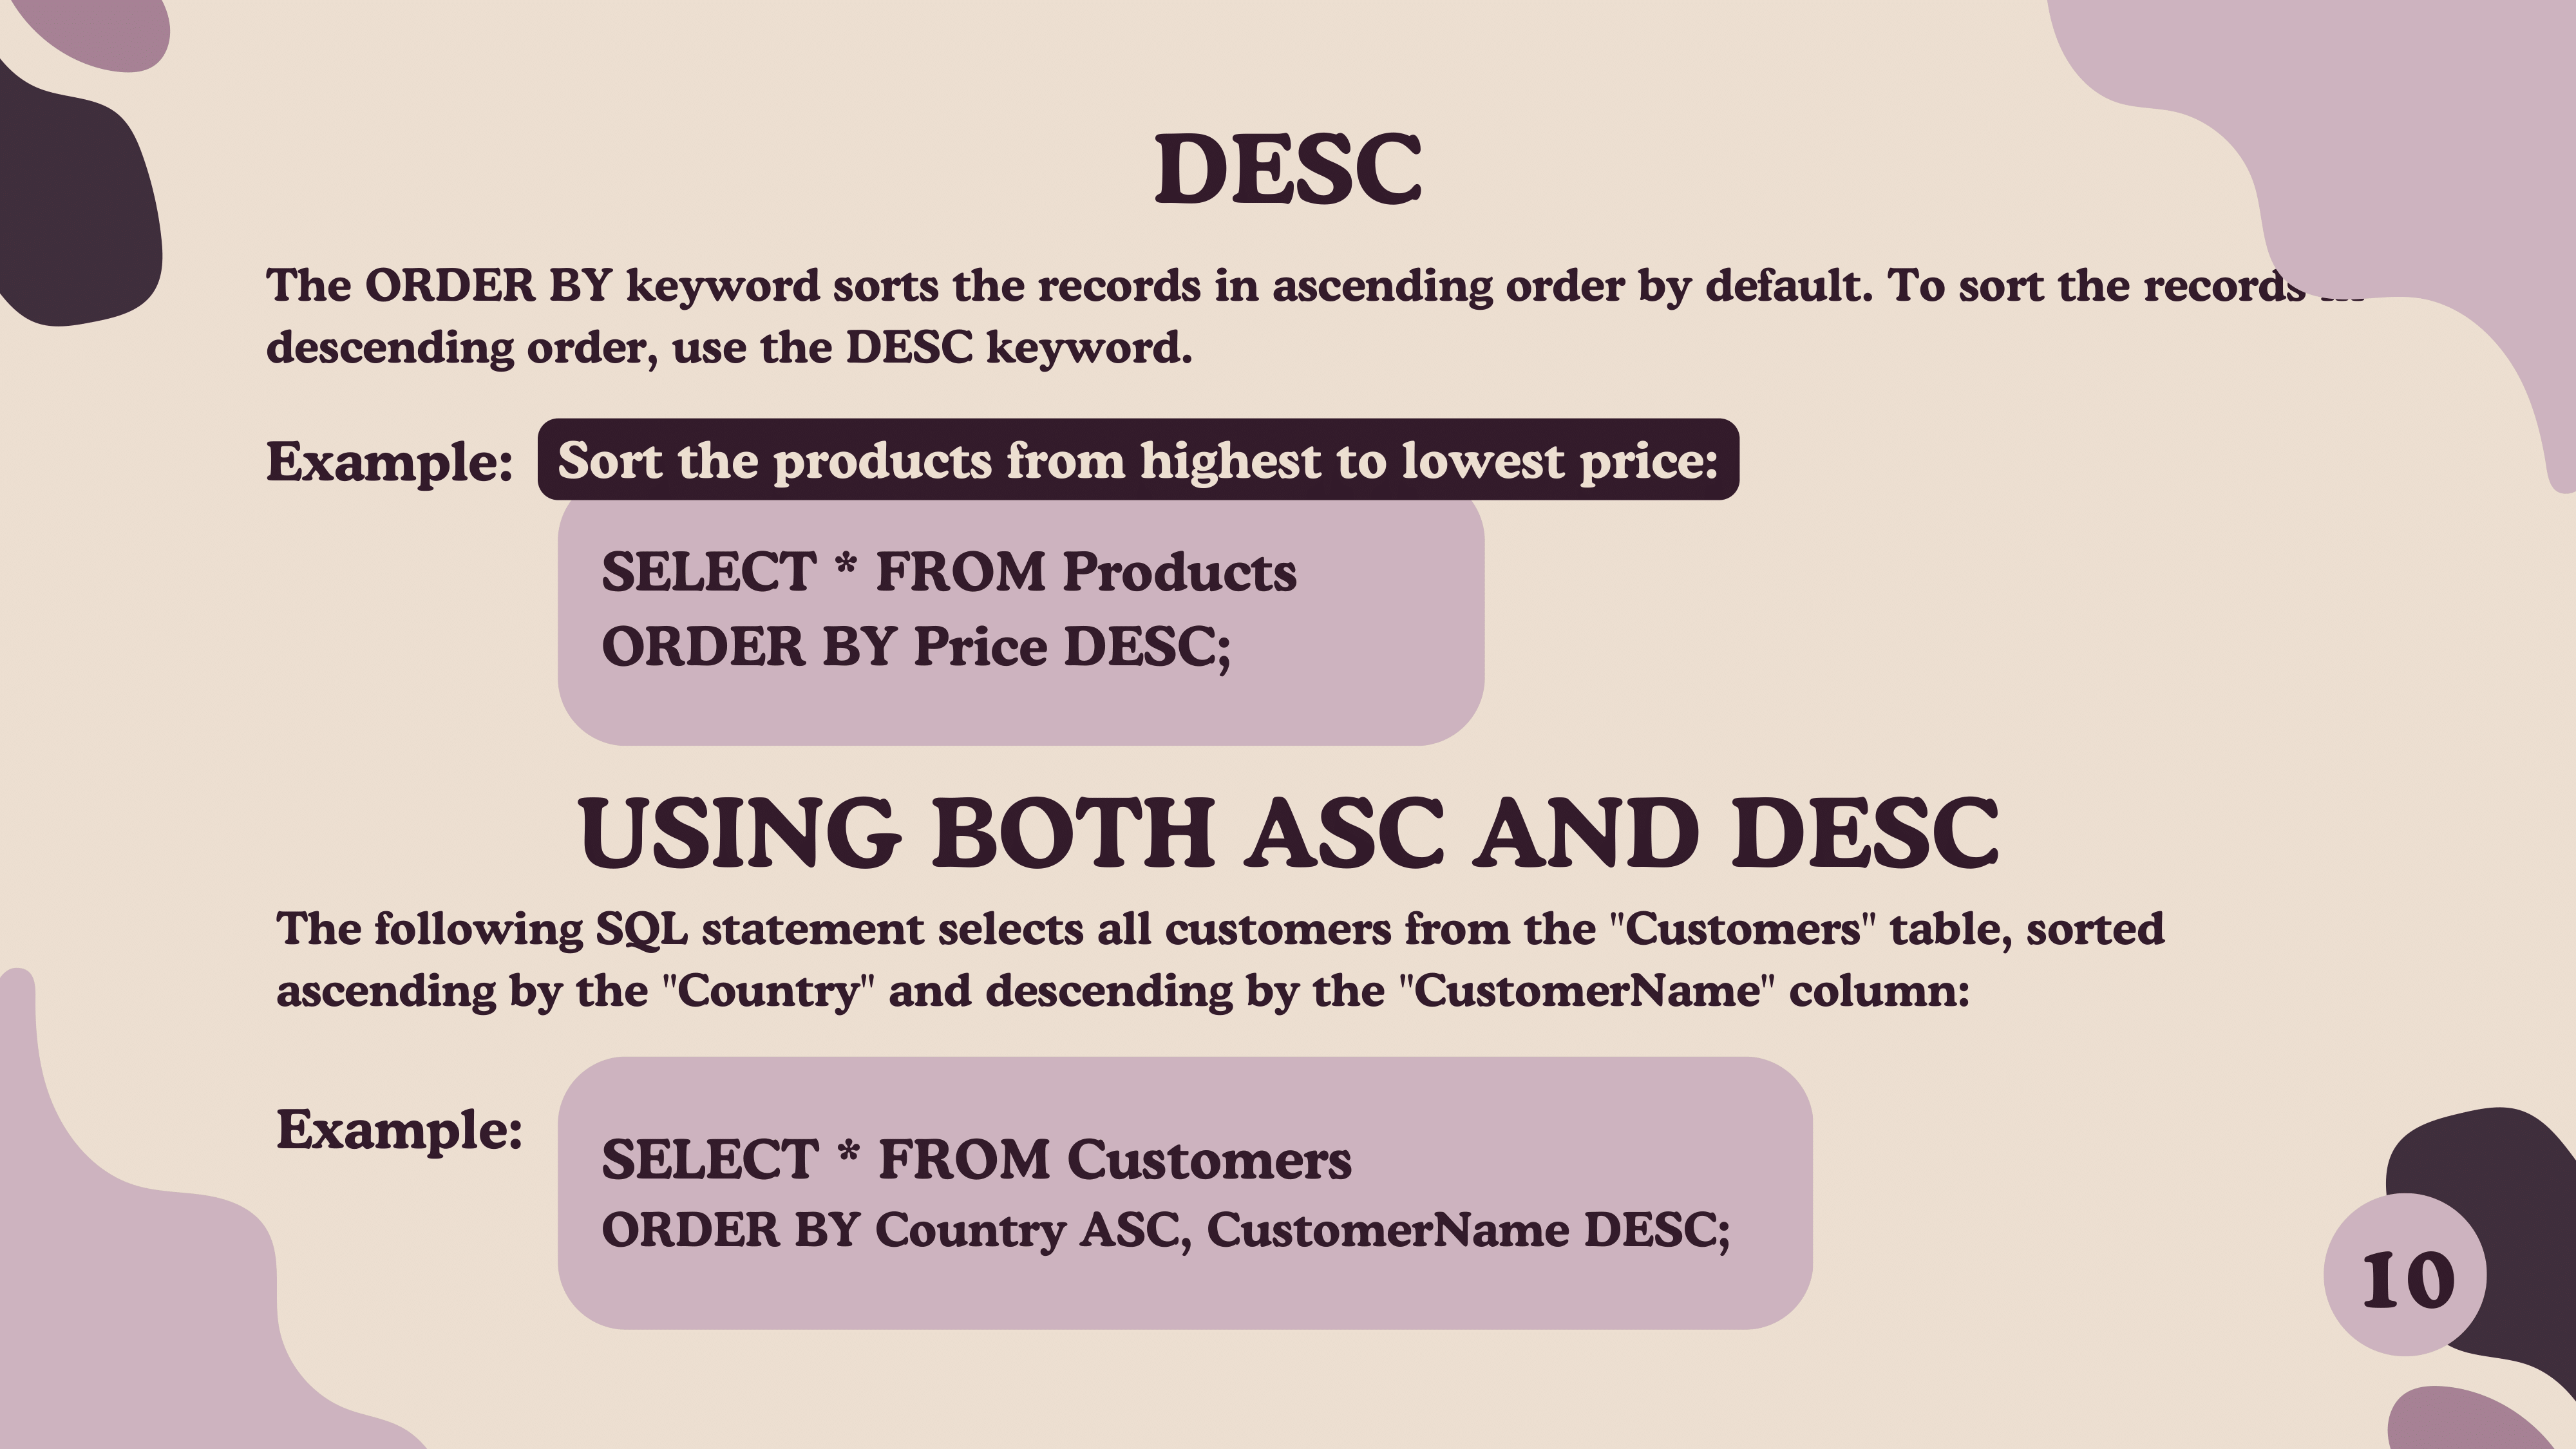 DESC
The ORDER BY keyword sorts the records in ascending order by default. To sort the records
descending order, use the DESC keyword.
Example:
Sort the products from highest to lowest price:
SELECT * FROM Products
ORDER BY Price DESC;
USING BOTH ASC AND DESC
The following SQL statement selects all customers from the "Customers" table, sorted
ascending by the "Country" and descending by the "CustomerName" column:
Example:
SELECT * FROM Customers
ORDER BY Country ASC, CustomerName DESC;
10